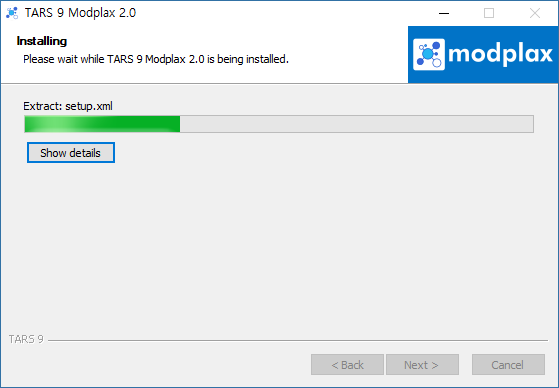 TARS 9 Modplax 2.0
Installing
Please wait while TARS 9 Modplax 2.0 is being installed.
modplax
Extract: setup.xml
Show details
TARS 9
< Back
Next >
Cancel